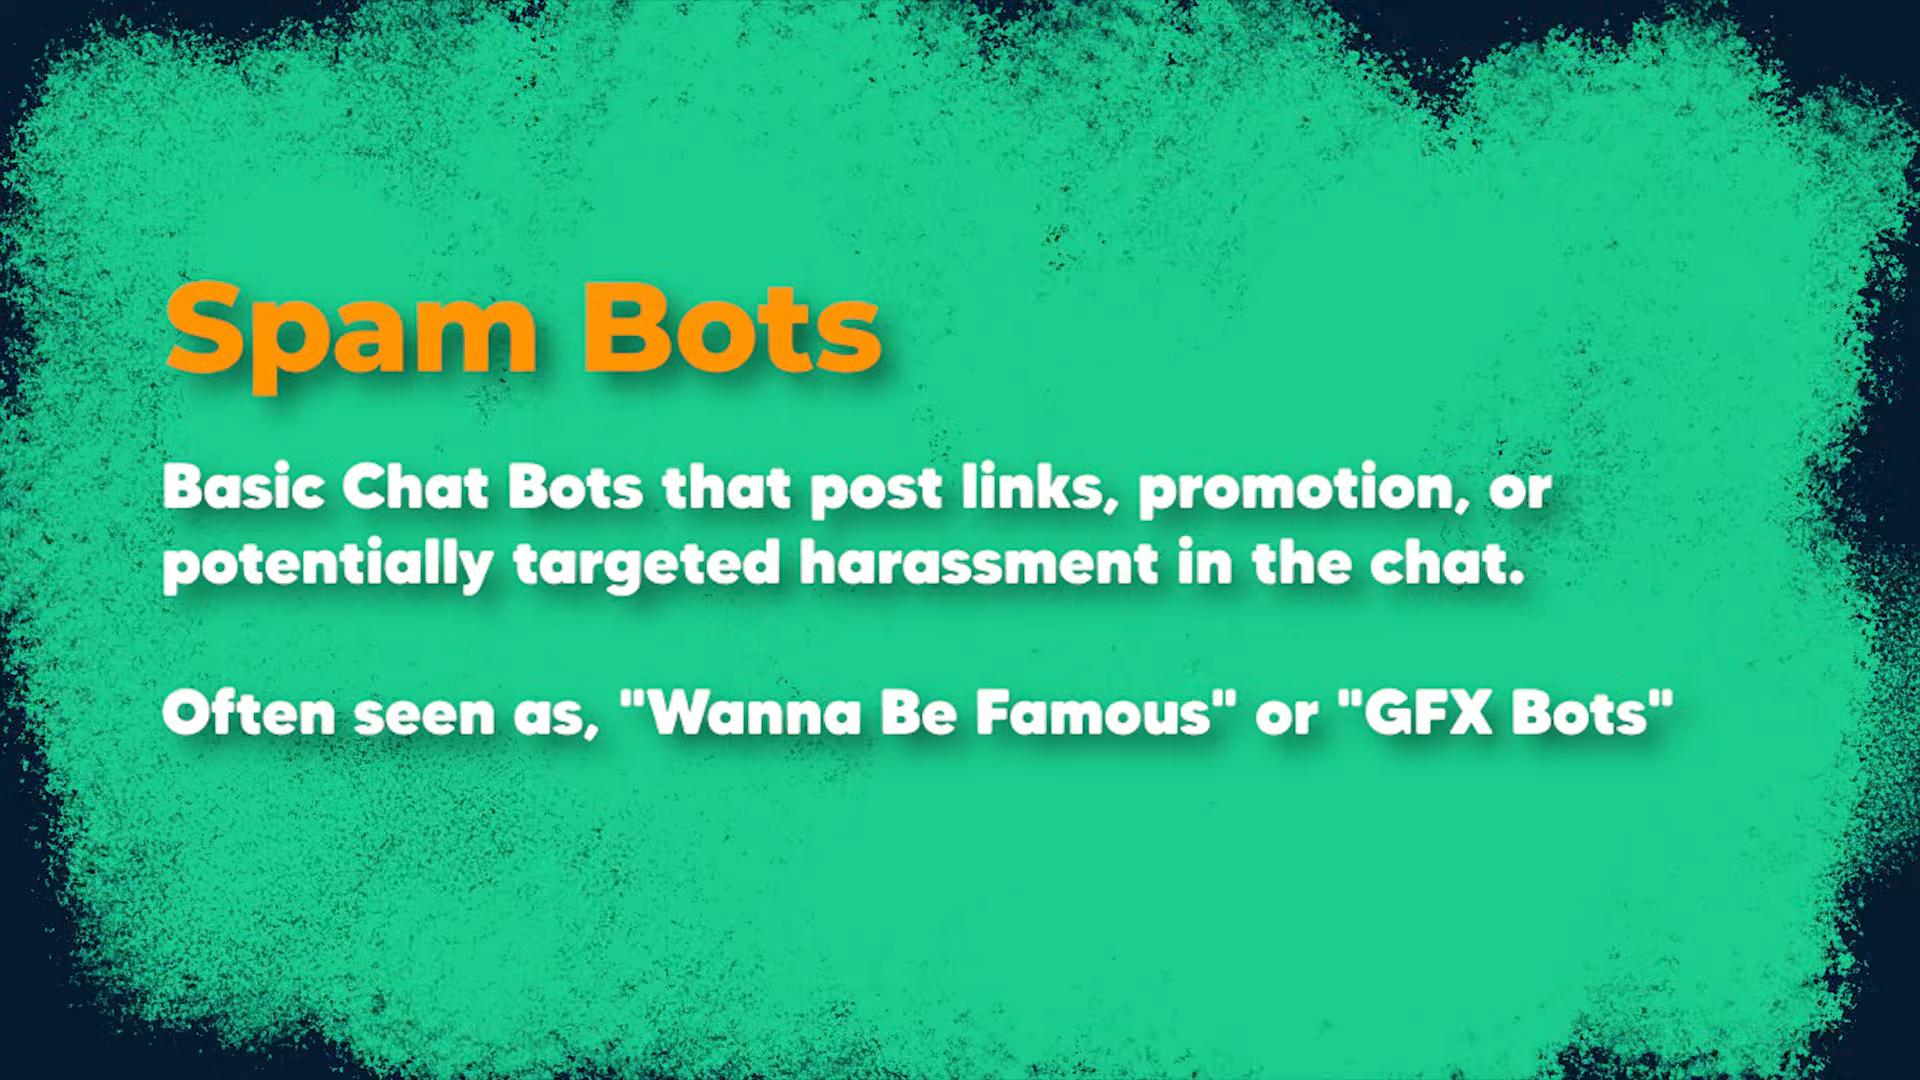 Spam Bots
Basic Chat Bots that post links, promotion, or
potentially targeted harassment in the chat.
Often seen as, "Wanna Be Famous" or "GFX Bots"